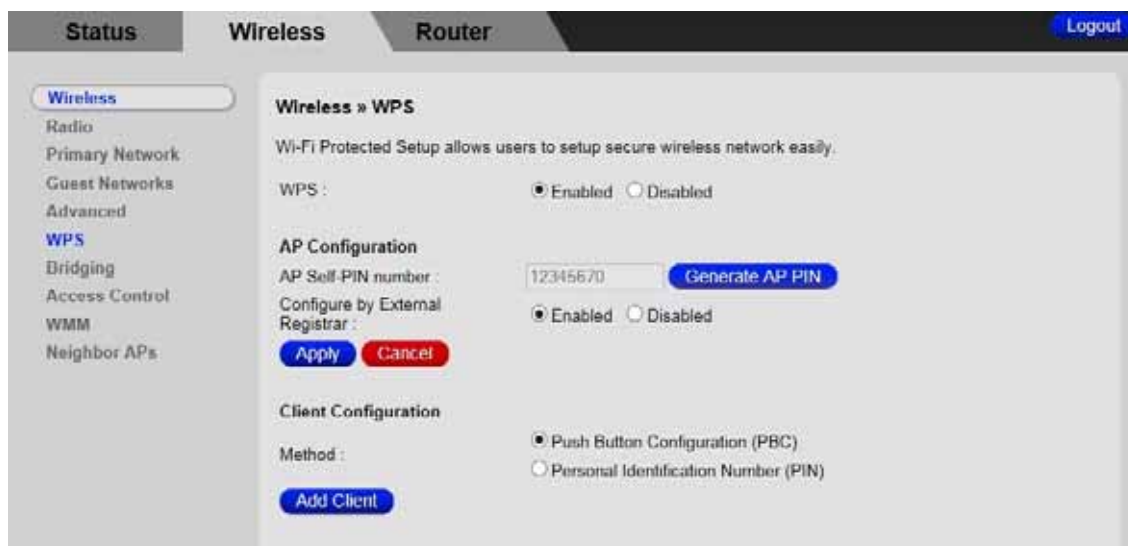 Status
Wireless
Router
Logout
Wireless
Radio
Primary Network
Guest Networks
Advanced
WPS
Bridging
Access Control
WMM
Neighbor APs
Wireless » WPS
Wi-Fi Protected Setup allows users to setup secure wireless network easily.
WPS : Enabled Disabled
AP Configuration
AP Self-PIN number : 12345670 Generate AP PIN
Configure by External
Registrar : Enabled Disabled
Apply Cancel
Client Configuration
Method : Push Button Configuration (PBC)
Personal Identification Number (PIN)
Add Client